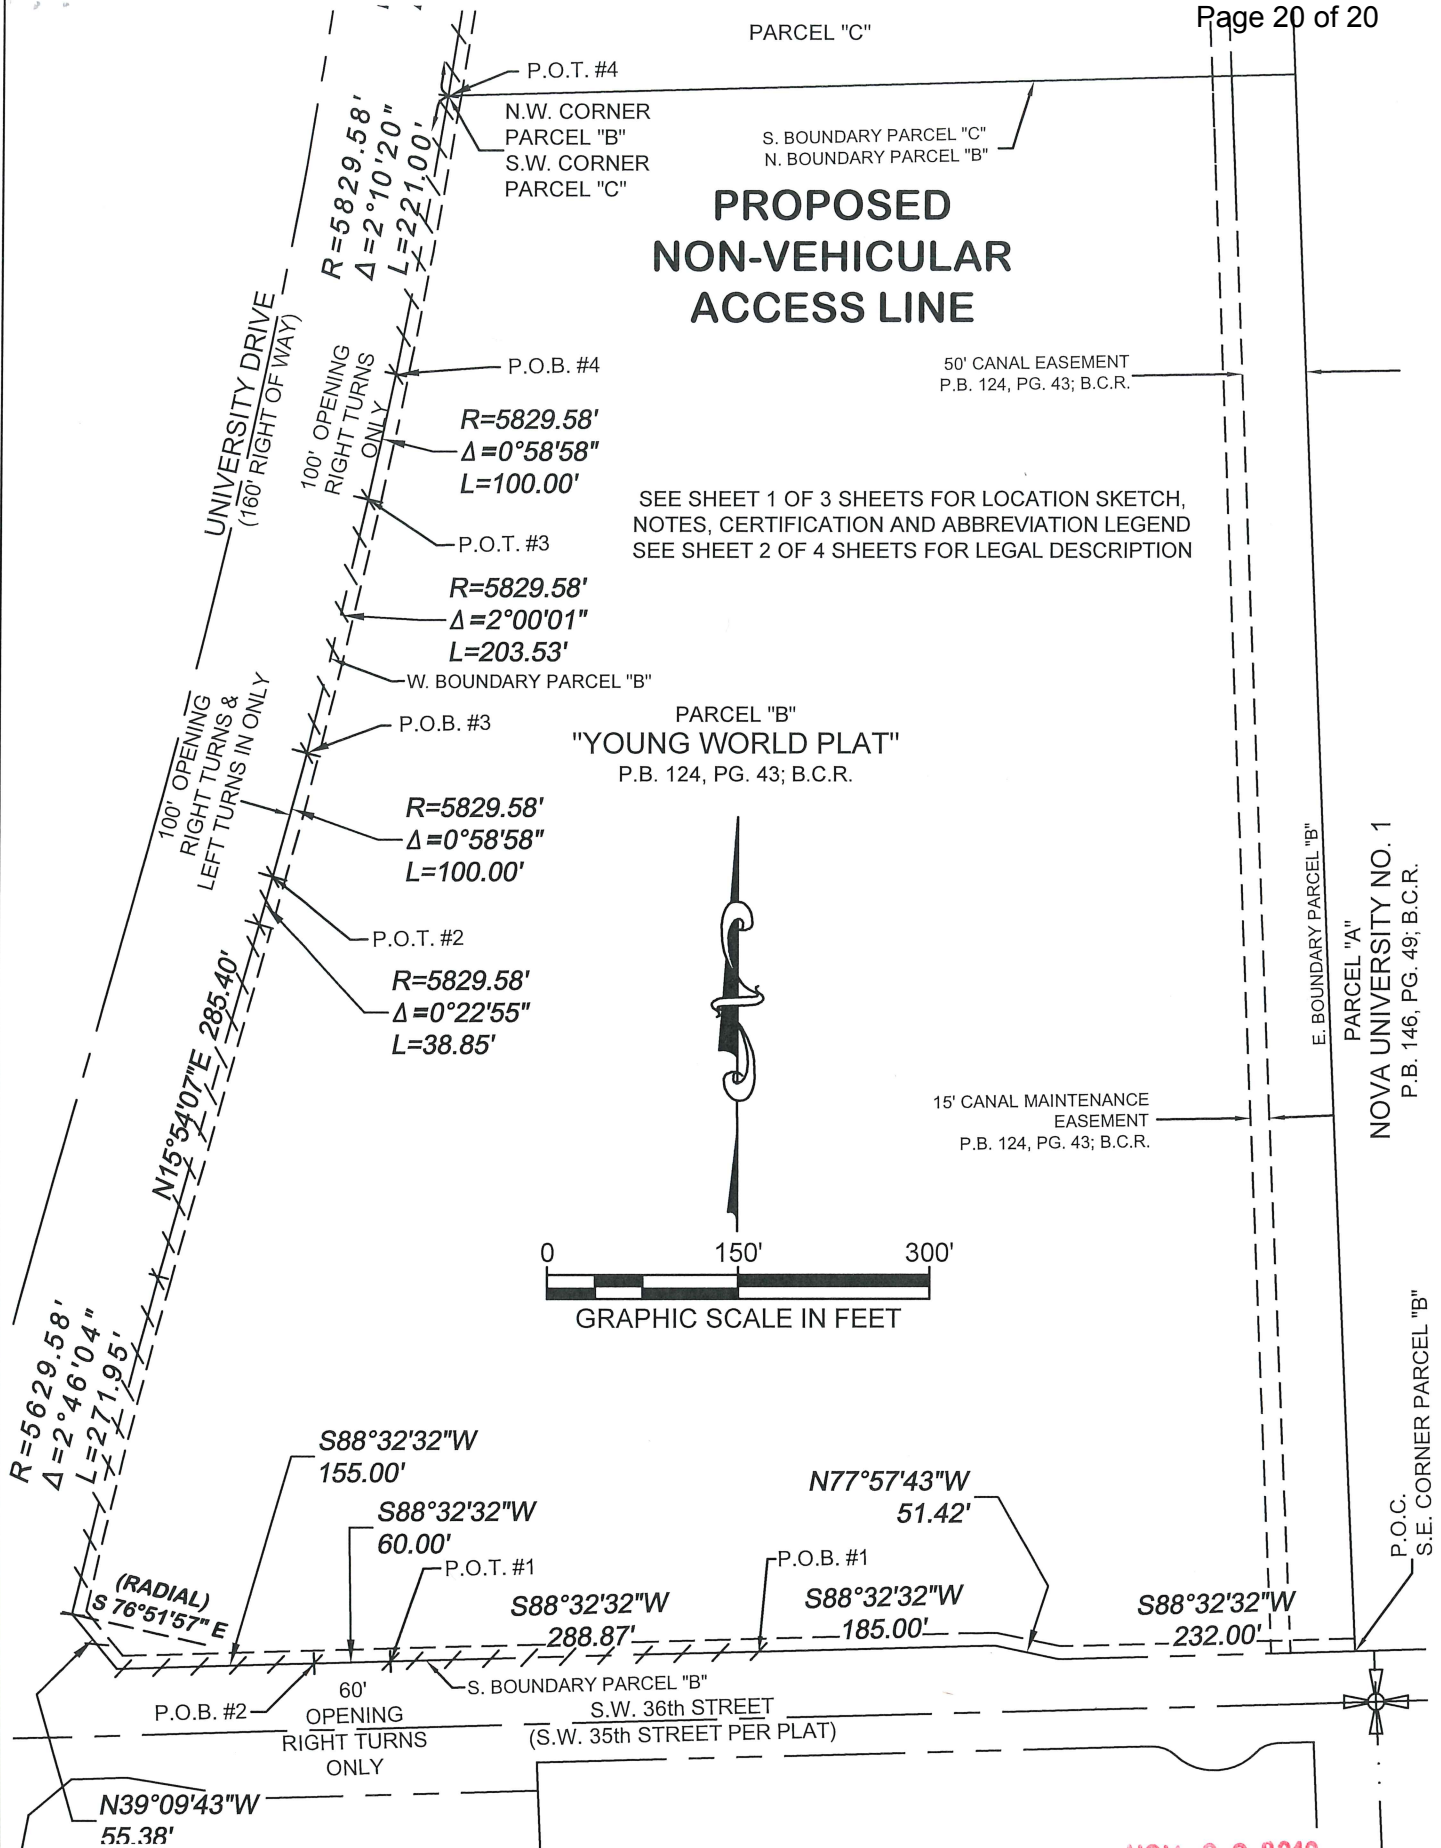 Page 20 of 20
PARCEL "C"
P.O.T. #4
N.W. CORNER
PARCEL "B"
S.W. CORNER
PARCEL "C"
S. BOUNDARY PARCEL "C"
N. BOUNDARY PARCEL "B"
R=5829.58'
Δ=2°10'20"
L=221.00'
PROPOSED
NON-VEHICULAR
ACCESS LINE
UNIVERSITY DRIVE
(160' RIGHT OF WAY)
100' OPENING
RIGHT TURNS
ONLY
P.O.B. #4
50' CANAL EASEMENT
P.B. 124, PG. 43; B.C.R.
R=5829.58'
Δ=0°58'58"
L=100.00'
SEE SHEET 1 OF 3 SHEETS FOR LOCATION SKETCH,
NOTES, CERTIFICATION AND ABBREVIATION LEGEND
SEE SHEET 2 OF 4 SHEETS FOR LEGAL DESCRIPTION
P.O.T. #3
R=5829.58'
Δ=2°00'01"
L=203.53'
W. BOUNDARY PARCEL "B"
P.O.B. #3
PARCEL "B"
"YOUNG WORLD PLAT"
P.B. 124, PG. 43; B.C.R.
100' OPENING
RIGHT TURNS &
LEFT TURNS IN ONLY
R=5829.58'
Δ=0°58'58"
L=100.00'
P.O.T. #2
R=5829.58'
Δ=0°22'55"
L=38.85'
N15°54'07"E 285.40'
E. BOUNDARY PARCEL "B"
PARCEL "A"
NOVA UNIVERSITY NO. 1
P.B. 146, PG. 49; B.C.R.
15' CANAL MAINTENANCE
EASEMENT
P.B. 124, PG. 43; B.C.R.
0 150' 300'
GRAPHIC SCALE IN FEET
R=5629.58'
Δ=2°46'04"
L=271.95'
S88°32'32"W
155.00'
S88°32'32"W
60.00'
P.O.T. #1
N77°57'43"W
51.42'
P.O.B. #1
P.O.C.
S.E. CORNER PARCEL "B"
(RADIAL)
S 76°51'57" E
S88°32'32"W
288.87'
S88°32'32"W
185.00'
S88°32'32"W
232.00'
S. BOUNDARY PARCEL "B"
P.O.B. #2
60'
OPENING
RIGHT TURNS
ONLY
S.W. 36th STREET
(S.W. 35th STREET PER PLAT)
N39°09'43"W
55.38'